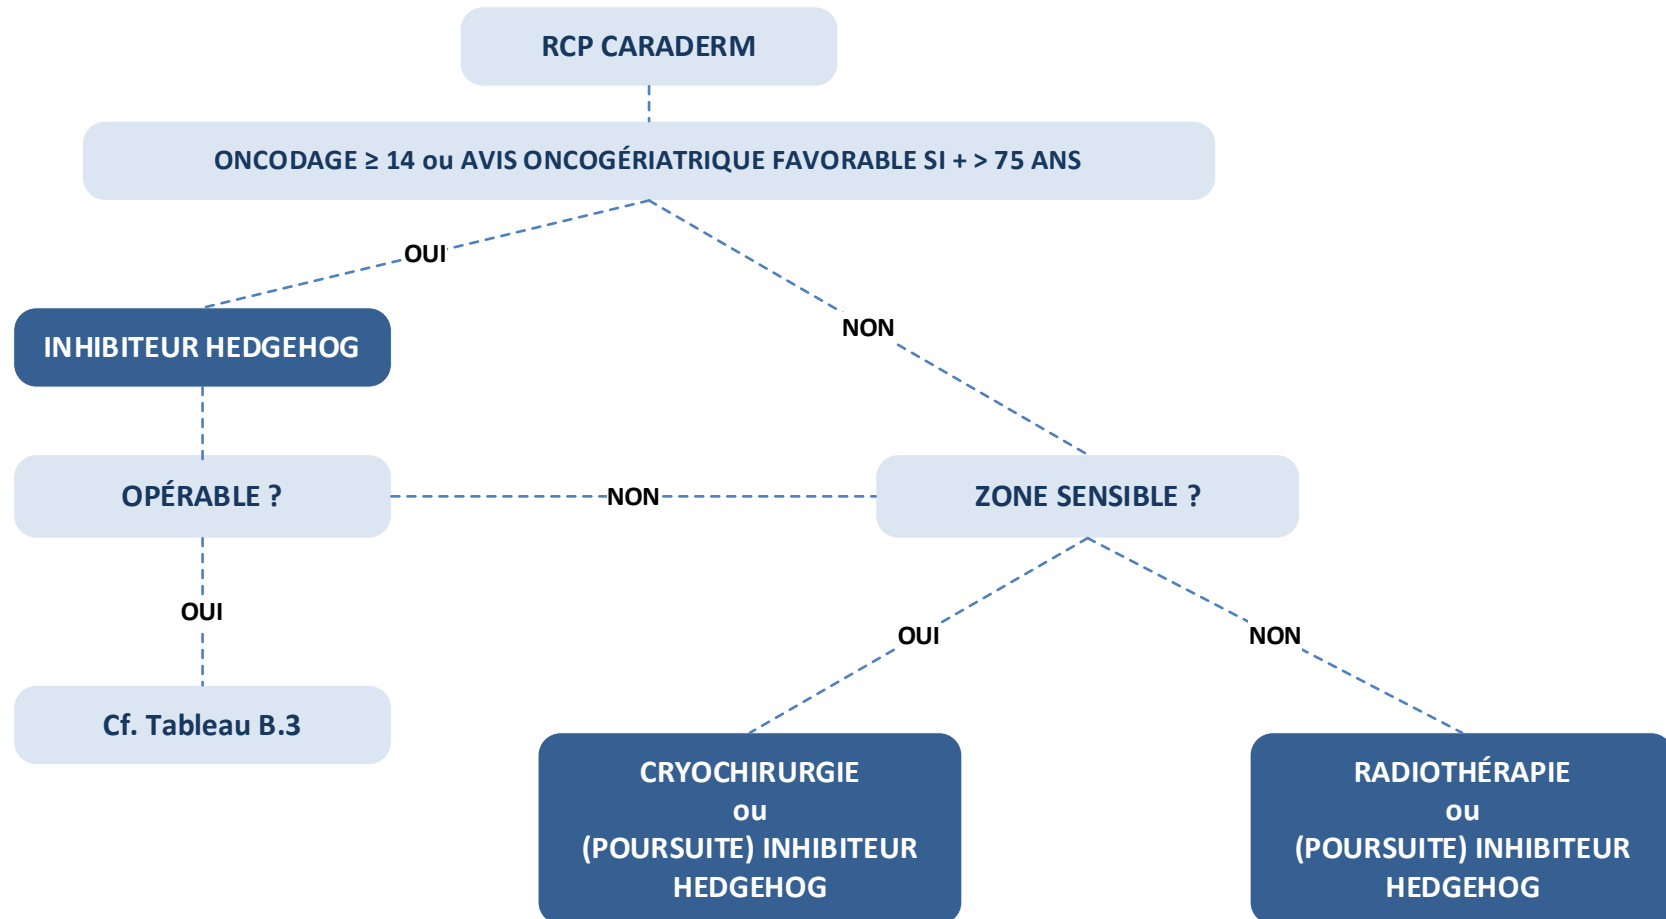 RCP CARADERM
ONCODAGE ≥ 14 ou AVIS ONCOGÉRIATRIQUE FAVORABLE SI + > 75 ANS
OUI
NON
INHIBITEUR HEDGEHOG
OPÉRABLE ?
NON
ZONE SENSIBLE ?
OUI
OUI
NON
Cf. Tableau B.3
CRYOCHIRURGIE
ou
(POURSUITE) INHIBITEUR
HEDGEHOG
RADIOTHÉRAPIE
ou
(POURSUITE) INHIBITEUR
HEDGEHOG